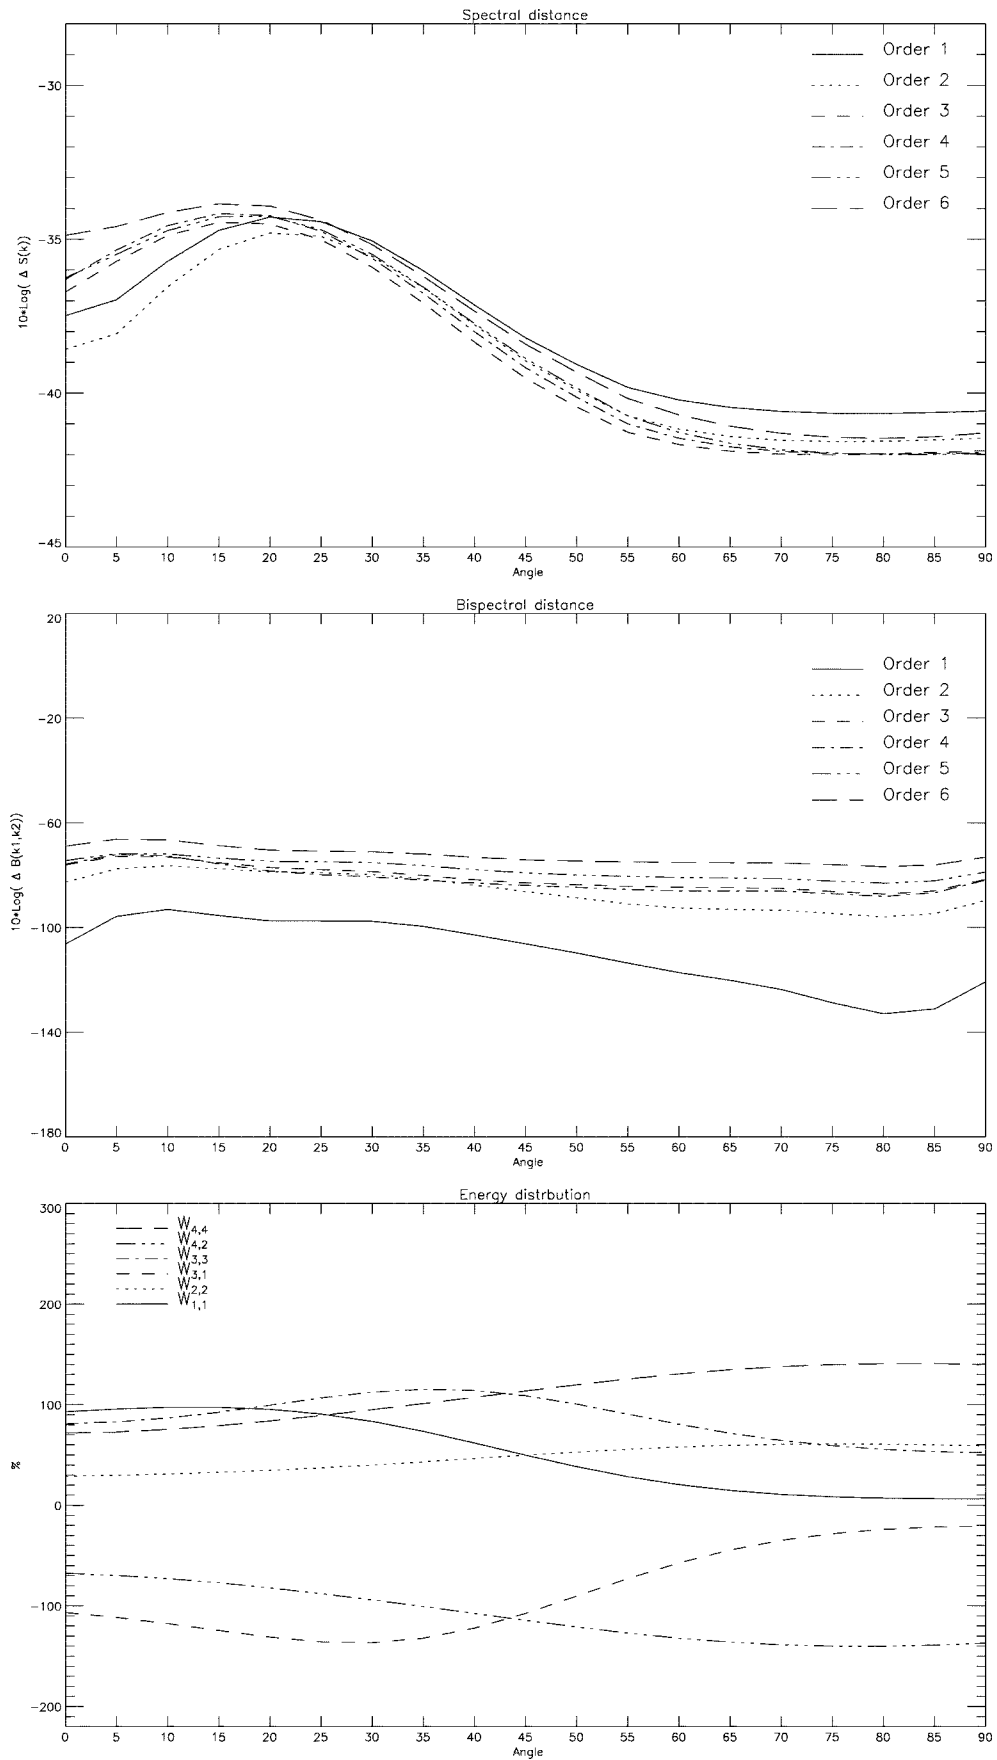 Spectral distance
Order 1
Order 2
Order 3
Order 4
Order 5
Order 6
-30
-35
-40
-45
10*Log( Δ S(k))
0 5 10 15 20 25 30 35 40 45 50 55 60 65 70 75 80 85 90
Angle
Bispectral distance
Order 1
Order 2
Order 3
Order 4
Order 5
Order 6
20
-20
-60
-100
-140
-180
10*Log( Δ B(k1,k2))
0 5 10 15 20 25 30 35 40 45 50 55 60 65 70 75 80 85 90
Angle
Energy distrbution
W4,4
W4,2
W3,3
W3,1
W2,2
W1,1
300
200
100
0
-100
-200
%
0 5 10 15 20 25 30 35 40 45 50 55 60 65 70 75 80 85 90
Angle